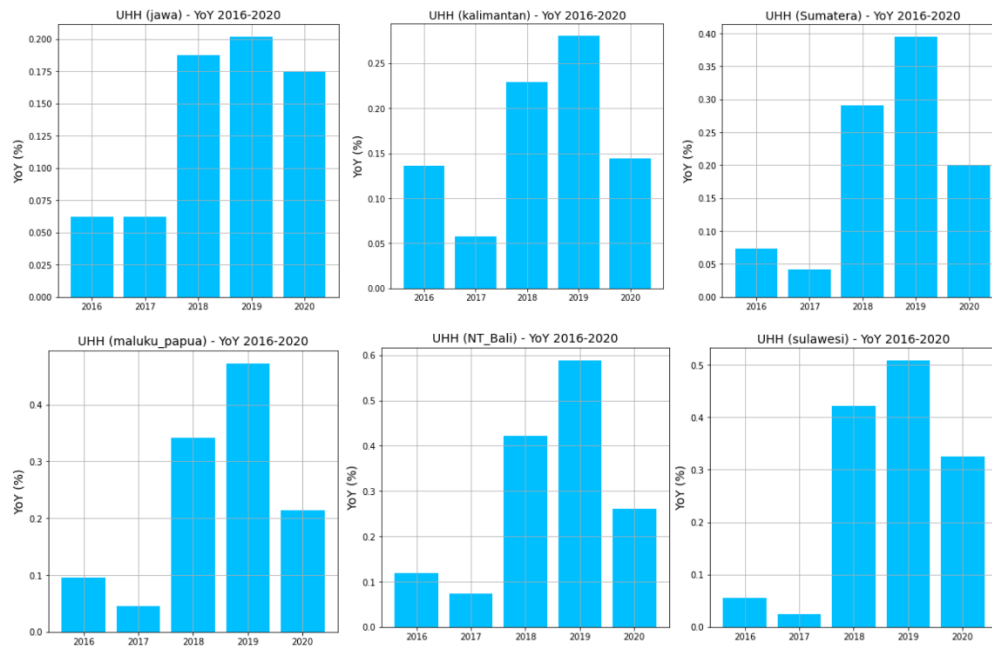 UHH (jawa) - YoY 2016-2020
YoY (%)
0.200
0.175
0.150
0.125
0.100
0.075
0.050
0.025
0.000
2016 2017 2018 2019 2020
UHH (kalimantan) - YoY 2016-2020
YoY (%)
0.25
0.20
0.15
0.10
0.05
0.00
2016 2017 2018 2019 2020
UHH (Sumatera) - YoY 2016-2020
YoY (%)
0.40
0.35
0.30
0.25
0.20
0.15
0.10
0.05
0.00
2016 2017 2018 2019 2020
UHH (maluku_papua) - YoY 2016-2020
YoY (%)
0.4
0.3
0.2
0.1
0.0
2016 2017 2018 2019 2020
UHH (NT_Bali) - YoY 2016-2020
YoY (%)
0.6
0.5
0.4
0.3
0.2
0.1
0.0
2016 2017 2018 2019 2020
UHH (sulawesi) - YoY 2016-2020
YoY (%)
0.5
0.4
0.3
0.2
0.1
0.0
2016 2017 2018 2019 2020